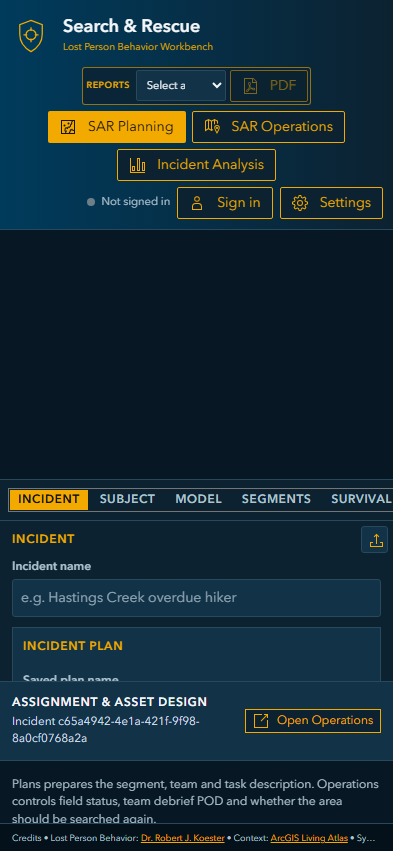 Search & Rescue
Lost Person Behavior Workbench
REPORTS Select a PDF
SAR Planning SAR Operations
Incident Analysis
Not signed in Sign in Settings
INCIDENT SUBJECT MODEL SEGMENTS SURVIVAL
INCIDENT
Incident name
e.g. Hastings Creek overdue hiker
INCIDENT PLAN
Saved plan name
ASSIGNMENT & ASSET DESIGN
Incident c65a4942-4e1a-421f-9f98-
8a0cf0768a2a
Open Operations
Plans prepares the segment, team and task description. Operations
controls field status, team debrief POD and whether the area
should be searched again.
Credits • Lost Person Behavior: Dr. Robert J. Koester • Context: ArcGIS Living Atlas • Sy...